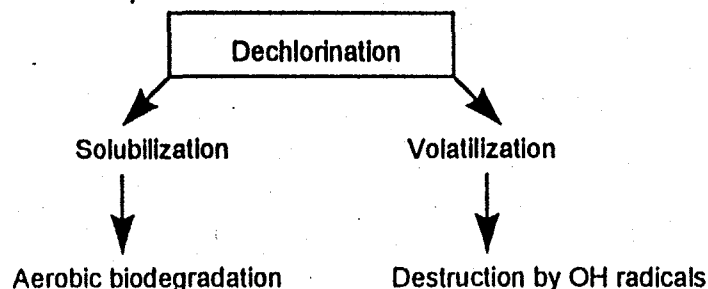 Dechlorination
Solubilization
Volatilization
Aerobic biodegradation
Destruction by OH radicals